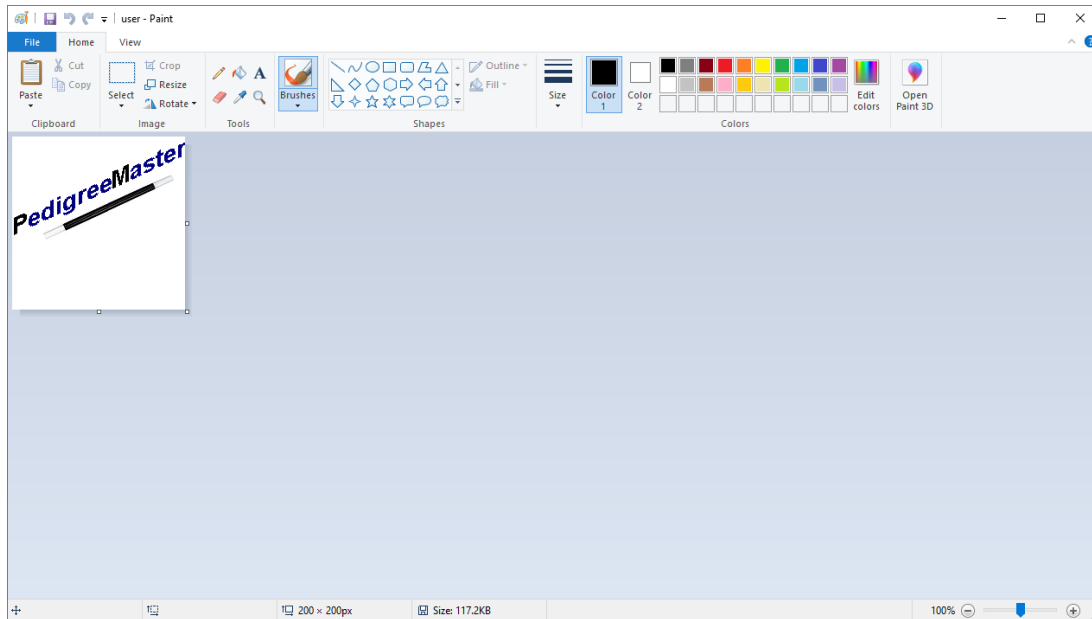 user - Paint
File Home View
Paste Cut Copy Clipboard
Select Crop Resize Rotate Image
A Tools
Brushes
Outline Fill Shapes
Size
Color 1 Color 2 Edit colors Colors
Open Paint 3D
PedigreeMaster
200 × 200px Size: 117.2KB 100%